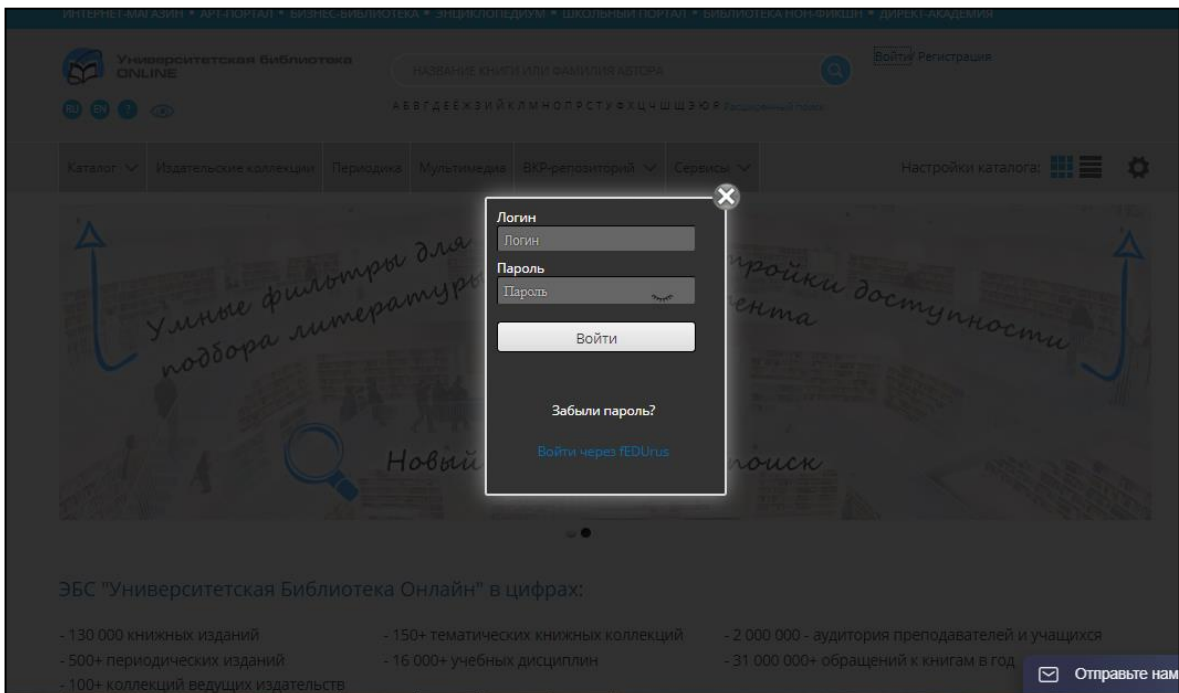 ИНТЕРНЕТ-МАГАЗИН • АРТ-ПОРТАЛ • БИЗНЕС-БИБЛИОТЕКА • ЭНЦИКЛОПЕДИУМ • ШКОЛЬНЫЙ ПОРТАЛ • БИБЛИОТЕКА НОН-ФИКШН • ДИРЕКТ-АКАДЕМИЯ
Университетская библиотека
ONLINE
НАЗВАНИЕ КНИГИ ИЛИ ФАМИЛИЯ АВТОРА
Войти/ Регистрация
RU EN ?
А Б В Г Д Е Ё Ж З И Й К Л М Н О П Р С Т У Ф Х Ц Ч Ш Щ Э Ю Я Расширенный поиск
Каталог Издательские коллекции Периодика Мультимедиа ВКР-репозиторий Сервисы Настройки каталога:
Логин
Логин
Пароль
Пароль
Войти
Забыли пароль?
Войти через fEDUrus
Умные фильтры для
подбора литературы
доступности
Новый
поиск
ЭБС "Университетская Библиотека Онлайн" в цифрах:
- 130 000 книжных изданий - 150+ тематических книжных коллекций - 2 000 000 - аудитория преподавателей и учащихся
- 500+ периодических изданий - 16 000+ учебных дисциплин - 31 000 000+ обращений к книгам в год
- 100+ коллекций ведущих издательств
Отправьте нам